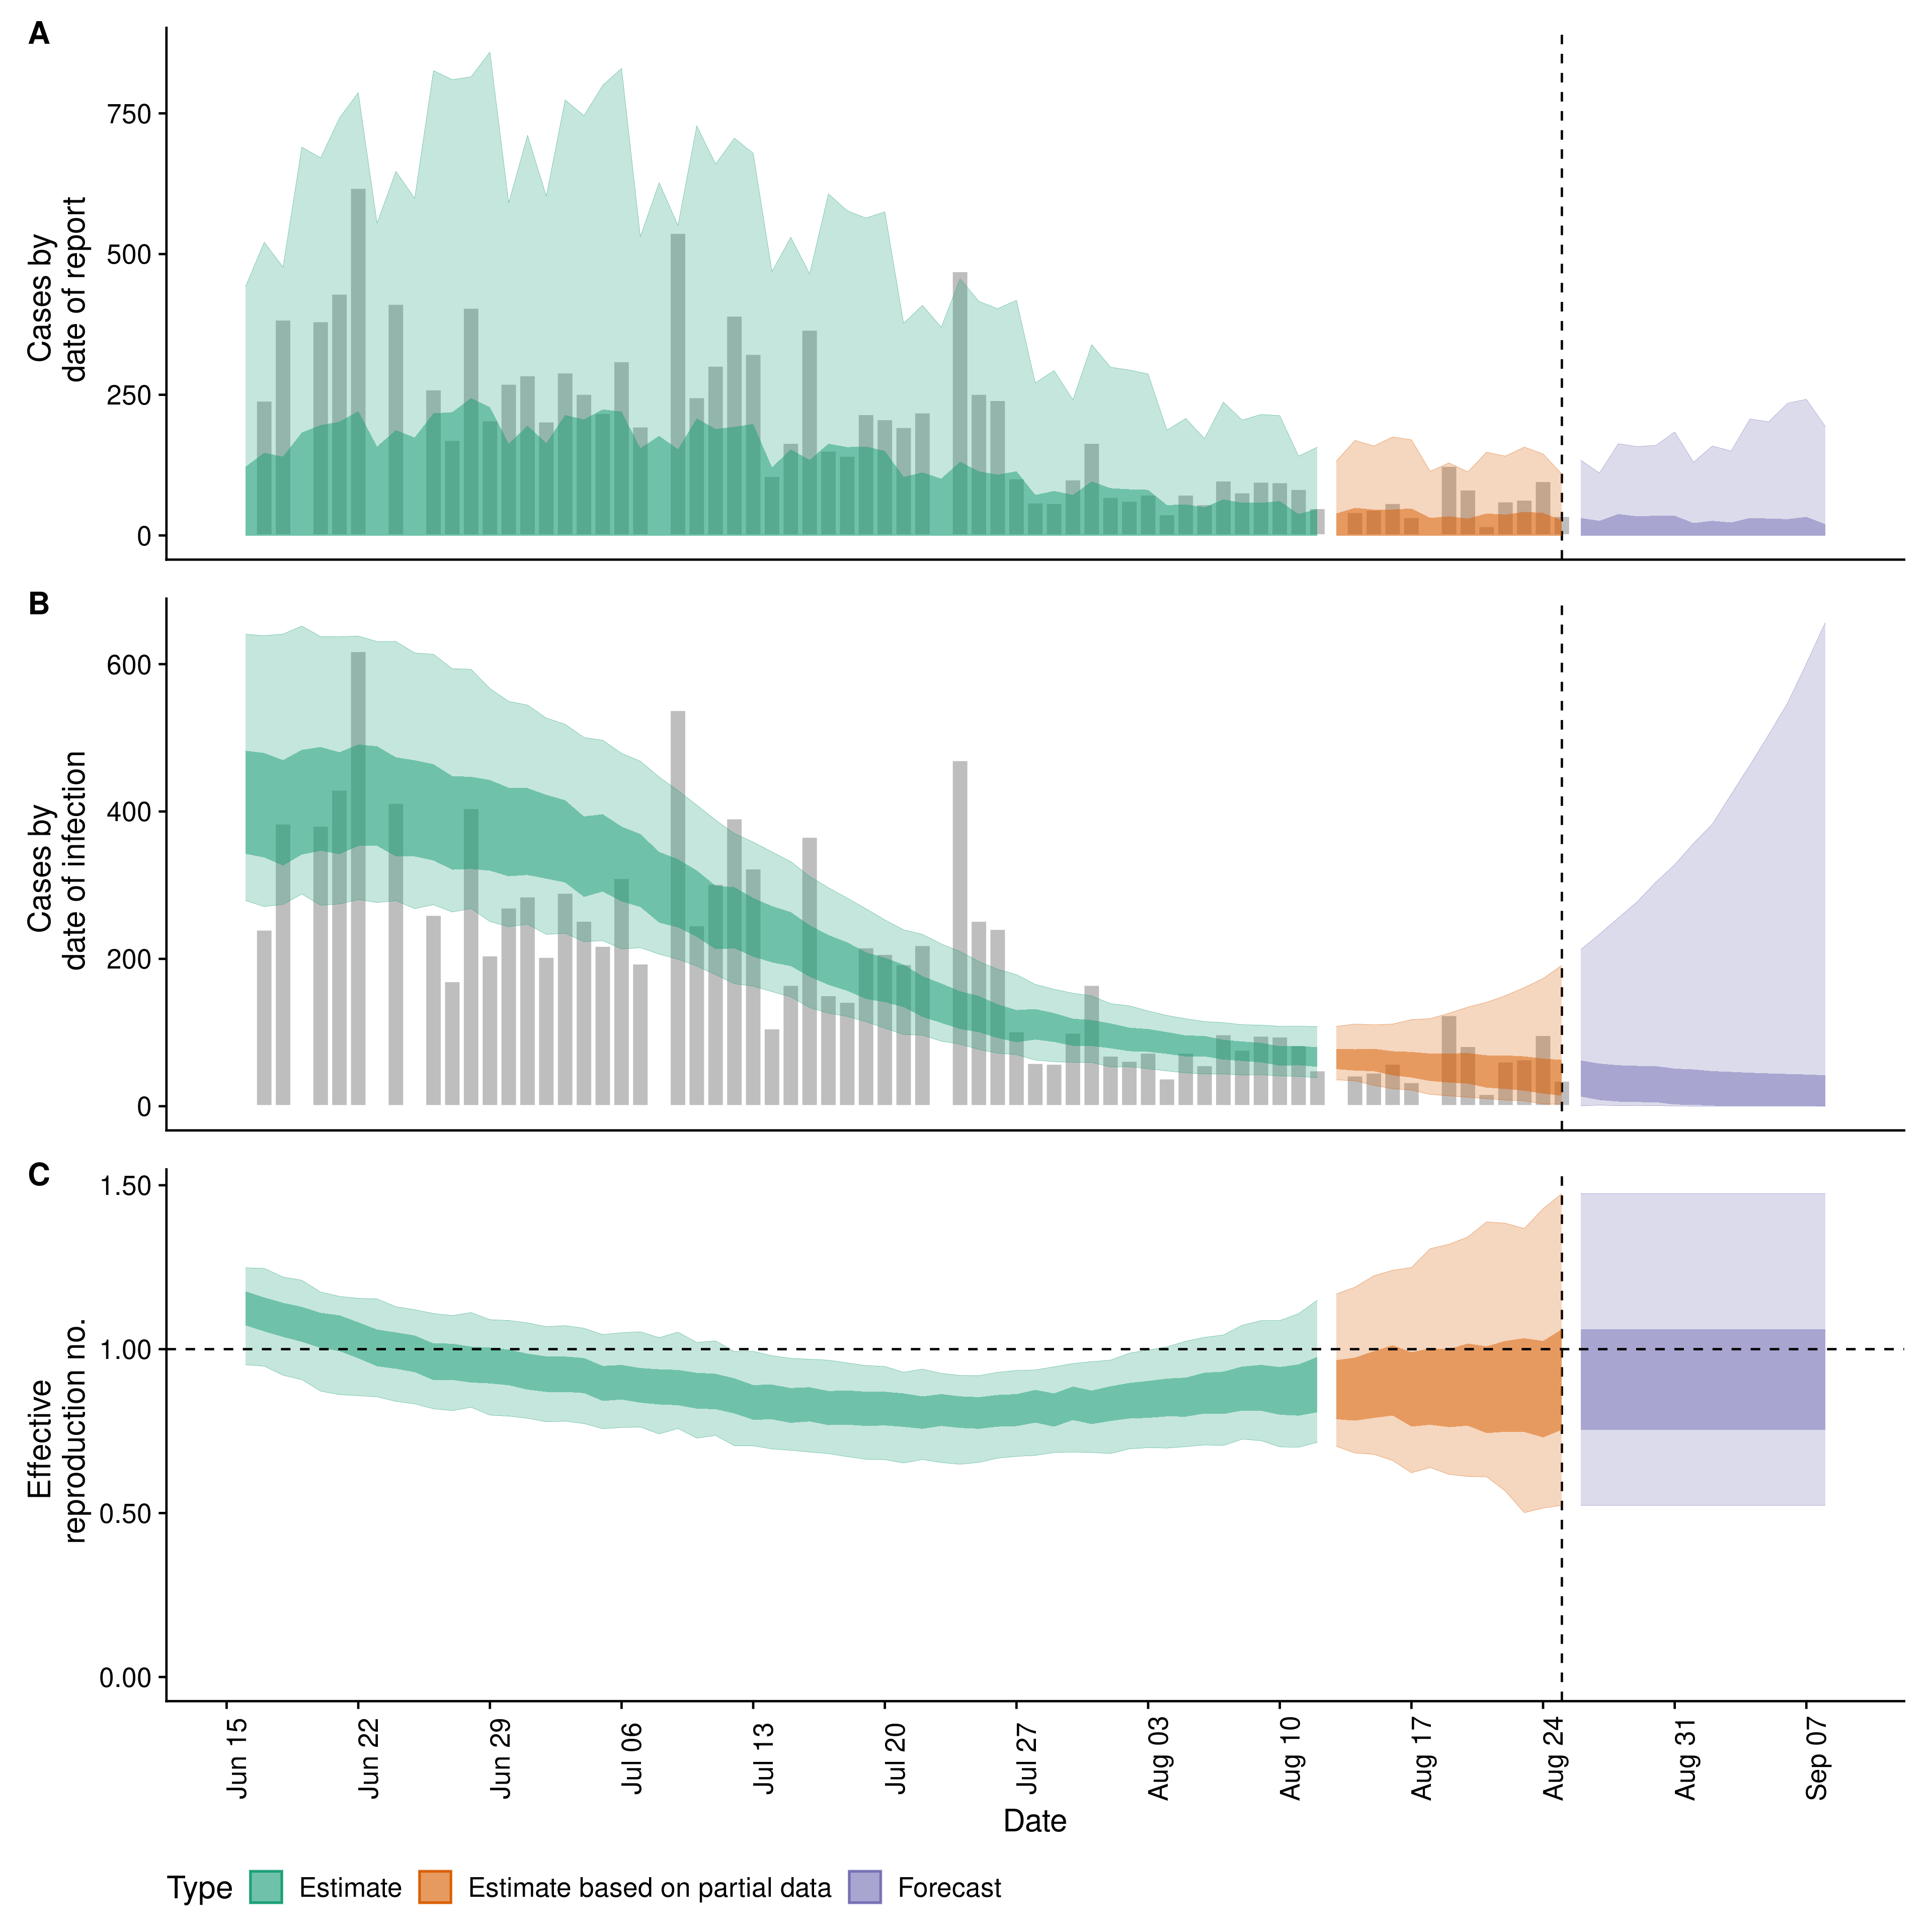 A
Cases by
date of report
750
500
250
0
B
Cases by
date of infection
600
400
200
0
C
Effective
reproduction no.
1.50
1.00
0.50
0.00
Jun 15
Jun 22
Jun 29
Jul 06
Jul 13
Jul 20
Jul 27
Aug 03
Aug 10
Aug 17
Aug 24
Aug 31
Sep 07
Date
Type Estimate Estimate based on partial data Forecast